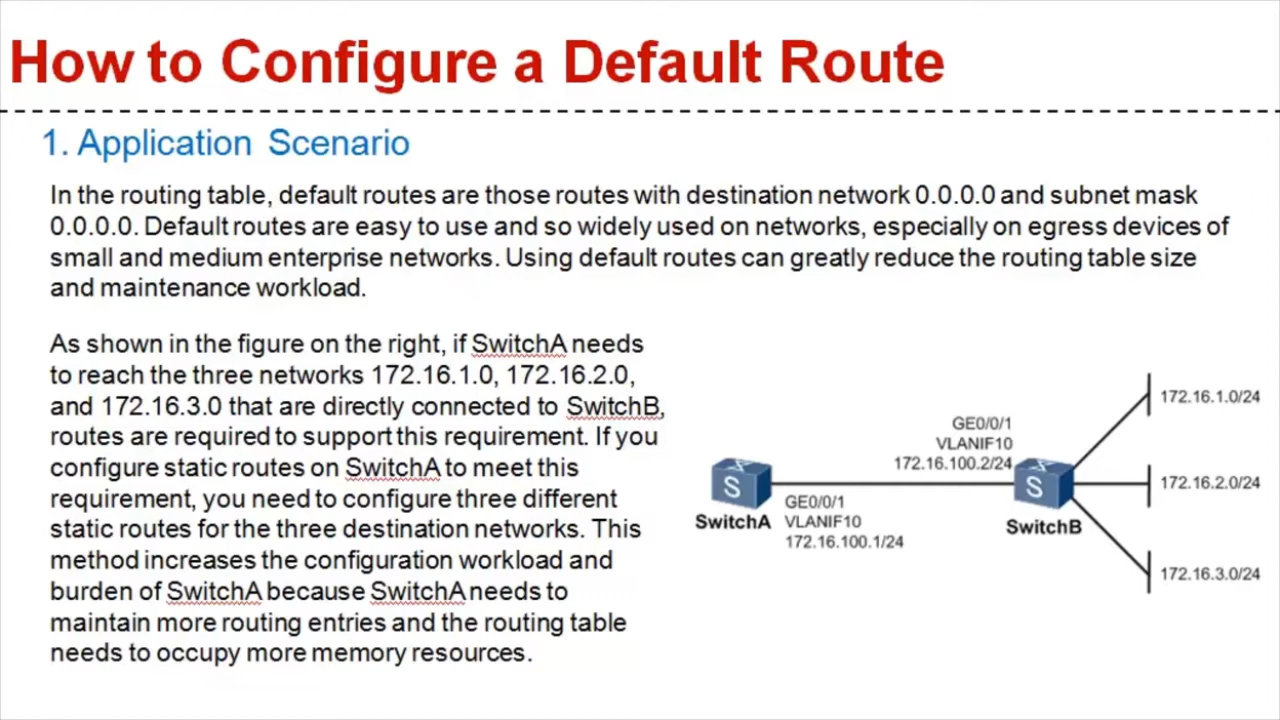 How to Configure a Default Route
1. Application Scenario
In the routing table, default routes are those routes with destination network 0.0.0.0 and subnet mask
0.0.0.0. Default routes are easy to use and so widely used on networks, especially on egress devices of
small and medium enterprise networks. Using default routes can greatly reduce the routing table size
and maintenance workload.
As shown in the figure on the right, if SwitchA needs
to reach the three networks 172.16.1.0, 172.16.2.0,
and 172.16.3.0 that are directly connected to SwitchB,
routes are required to support this requirement. If you
configure static routes on SwitchA to meet this
requirement, you need to configure three different
static routes for the three destination networks. This
method increases the configuration workload and
burden of SwitchA because SwitchA needs to
maintain more routing entries and the routing table
needs to occupy more memory resources.
S
SwitchA
GE0/0/1
VLANIF10
172.16.100.1/24
GE0/0/1
VLANIF10
172.16.100.2/24
S
SwitchB
172.16.1.0/24
172.16.2.0/24
172.16.3.0/24